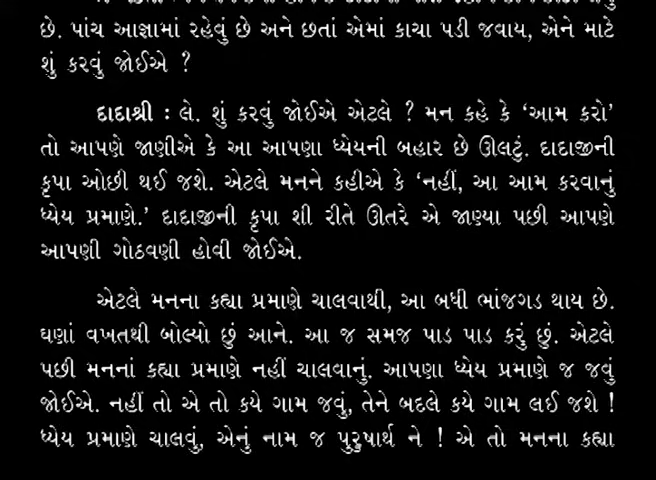 છે. પાંચ આજ્ઞામાં રહેવું છે અને છતાં એમાં કાચા પડી જવાય, એને માટે
શું કરવું જોઈએ ?
દાદાશ્રી : લે. શું કરવું જોઈએ એટલે ? મન કહે કે ‘આમ કરો’
તો આપણે જાણીએ કે આ આપણા ધ્યેયની બહાર છે ઊલટું. દાદાજીની
કૃપા ઓછી થઈ જશે. એટલે મનને કહીએ કે ‘નહીં, આ આમ કરવાનું
ધ્યેય પ્રમાણે.’ દાદાજીની કૃપા શી રીતે ઊતરે એ જાણ્યા પછી આપણે
આપણી ગોઠવણી હોવી જોઈએ.
એટલે મનના કહ્યા પ્રમાણે ચાલવાથી, આ બધી ભાંજગડ થાય છે.
ઘણાં વખતથી બોલ્યો છું આને. આ જ સમજ પાડ પાડ કરું છું. એટલે
પછી મનનાં કહ્યા પ્રમાણે નહીં ચાલવાનું. આપણા ધ્યેય પ્રમાણે જ જવું
જોઈએ. નહીં તો એ તો કયે ગામ જવું, તેને બદલે કયે ગામ લઈ જશે !
ધ્યેય પ્રમાણે ચાલવું, એનું નામ જ પુરુષાર્થ ને ! એ તો મનના કહ્યા